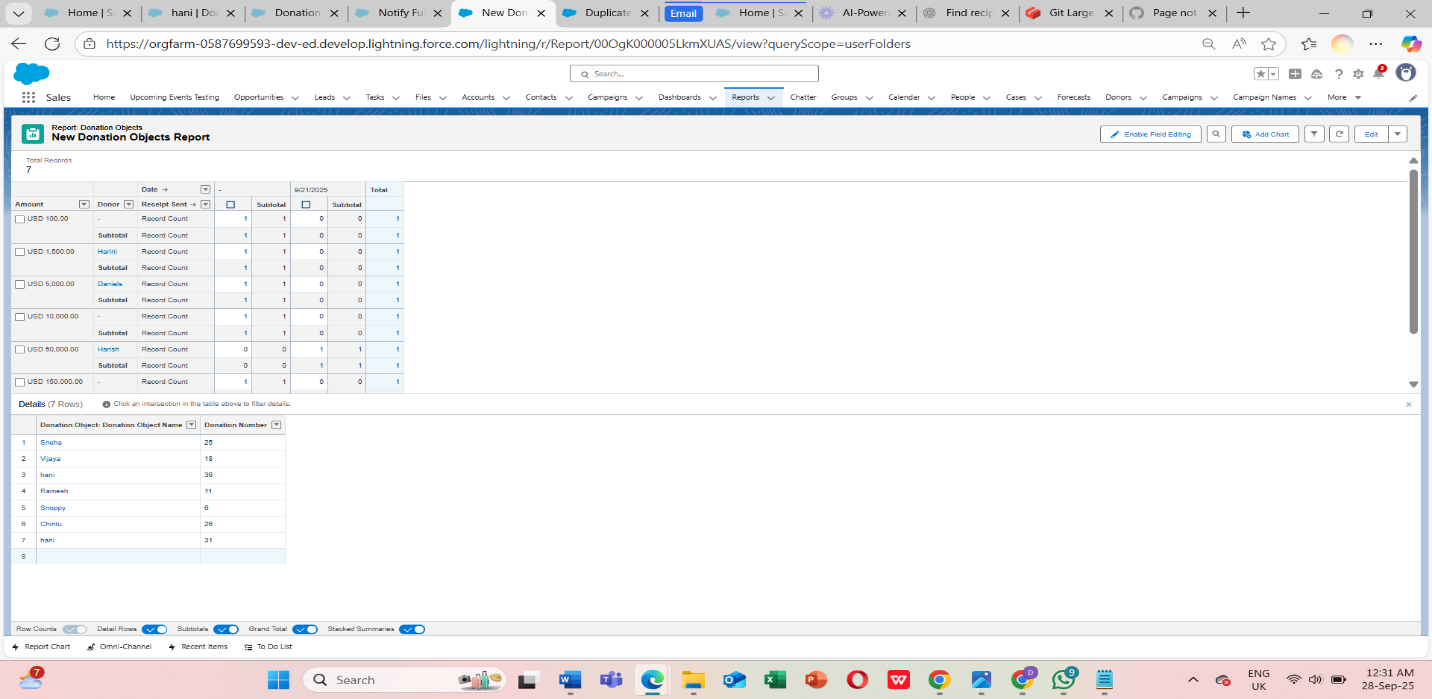 Home | S
hani | Do
Donation
Notify Fu
New Don
Duplicate
Email
Home | S
AI-Power
Find recip
Git Large
Page not
https://orgfarm-0587699593-dev-ed.develop.lightning.force.com/lightning/r/Report/00OgK000005LkmXUAS/view?queryScope=userFolders
Search...
2
Sales Home Upcoming Events Testing Opportunities Leads Tasks Files Accounts Contacts Campaigns Dashboards Reports Chatter Groups Calendar People Cases Forecasts Donors Campaigns Campaign Names More
Report: Donation Objects
New Donation Objects Report
Enable Field Editing Add Chart Edit
Total Records
7
Date → - 9/21/2025 Total
Amount Donor Receipt Sent → Subtotal Subtotal
USD 100.00 - Record Count 1 1 0 0 1
Subtotal Record Count 1 1 0 0 1
USD 1,500.00 Harini Record Count 1 1 0 0 1
Subtotal Record Count 1 1 0 0 1
USD 5,000.00 Daniels Record Count 1 1 0 0 1
Subtotal Record Count 1 1 0 0 1
USD 10,000.00 - Record Count 1 1 0 0 1
Subtotal Record Count 1 1 0 0 1
USD 50,000.00 Harish Record Count 0 0 1 1 1
Subtotal Record Count 0 0 1 1 1
USD 150,000.00 - Record Count 1 1 0 0 1
Details (7 Rows) Click an intersection in the table above to filter details.
Donation Object: Donation Object Name Donation Number
1 Sneha 25
2 Vijaya 18
3 hani 36
4 Ramesh 11
5 Snoppy 6
6 Chintu 26
7 hani 31
8
Row Counts Detail Rows Subtotals Grand Total Stacked Summaries
Report Chart Omni-Channel Recent Items To Do List
7
Search
9
ENG
UK
12:31 AM
28-Sep-25